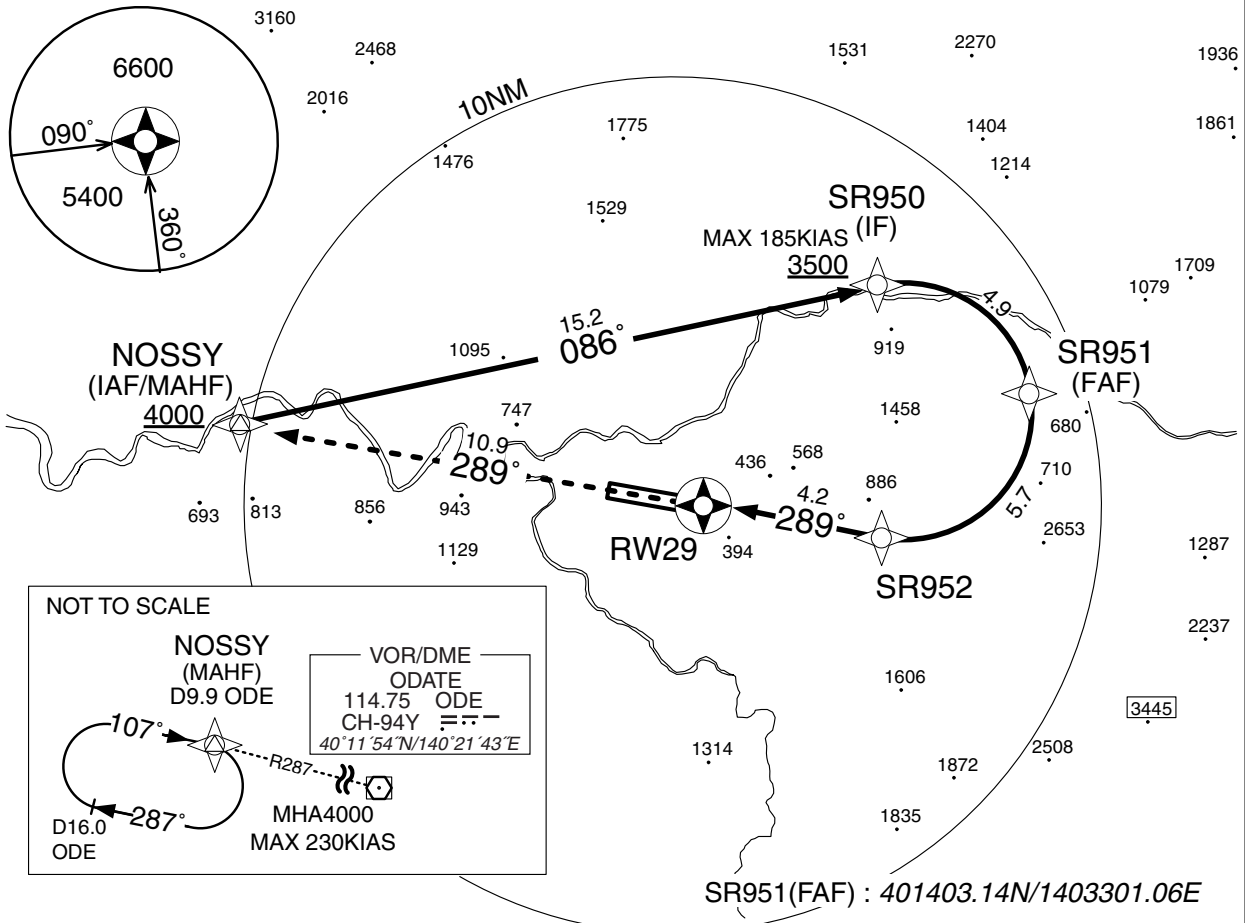 3160
2468
2016
6600
090°
5400
360°
10NM
1476
1775
1529
1531
2270
1936
1404
1861
1214
SR950
(IF)
MAX 185KIAS
3500
1709
1079
4.9
919
SR951
(FAF)
680
15.2
086°
1095
NOSSY
(IAF/MAHF)
4000
747
10.9
289°
1458
568
436
886
710
5.7
4.2
289°
693
813
856
943
1129
RW29
394
2653
1287
SR952
2237
1606
3445
1314
2508
1872
1835
NOT TO SCALE
NOSSY
(MAHF)
D9.9 ODE
VOR/DME
ODATE
114.75 ODE
CH-94Y
40°11´54˝N/140°21´43˝E
107°
R287
287°
D16.0
ODE
MHA4000
MAX 230KIAS
SR951(FAF) : 401403.14N/1403301.06E